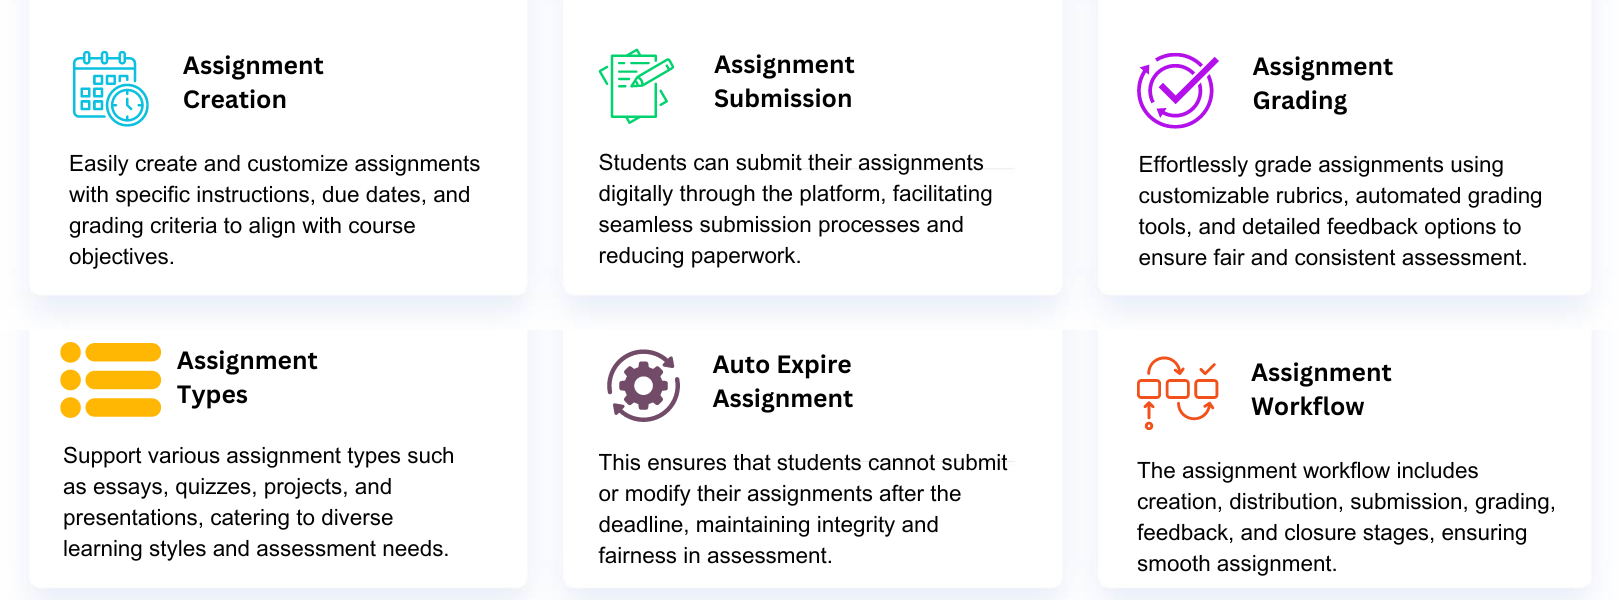 Assignment
Creation
Easily create and customize assignments
with specific instructions, due dates, and
grading criteria to align with course
objectives.
Assignment
Submission
Students can submit their assignments
digitally through the platform, facilitating
seamless submission processes and
reducing paperwork.
Assignment
Grading
Effortlessly grade assignments using
customizable rubrics, automated grading
tools, and detailed feedback options to
ensure fair and consistent assessment.
Assignment
Types
Support various assignment types such
as essays, quizzes, projects, and
presentations, catering to diverse
learning styles and assessment needs.
Auto Expire
Assignment
This ensures that students cannot submit
or modify their assignments after the
deadline, maintaining integrity and
fairness in assessment.
Assignment
Workflow
The assignment workflow includes
creation, distribution, submission, grading,
feedback, and closure stages, ensuring
smooth assignment.